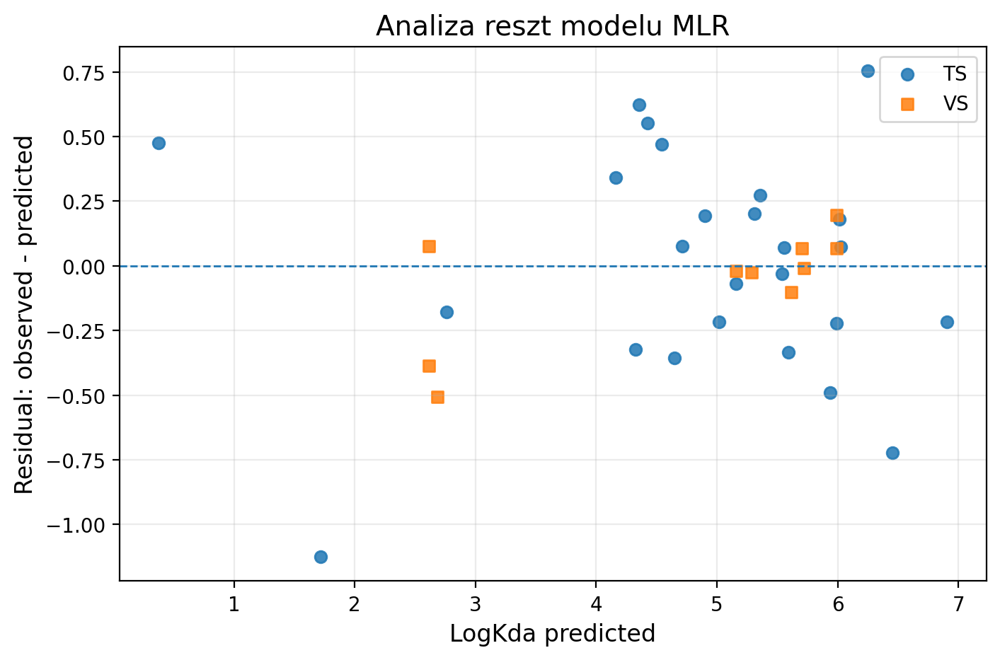 Analiza reszt modelu MLR
TS
VS
Residual: observed - predicted
0.75
0.50
0.25
0.00
−0.25
−0.50
−0.75
−1.00
1 2 3 4 5 6 7
LogKda predicted